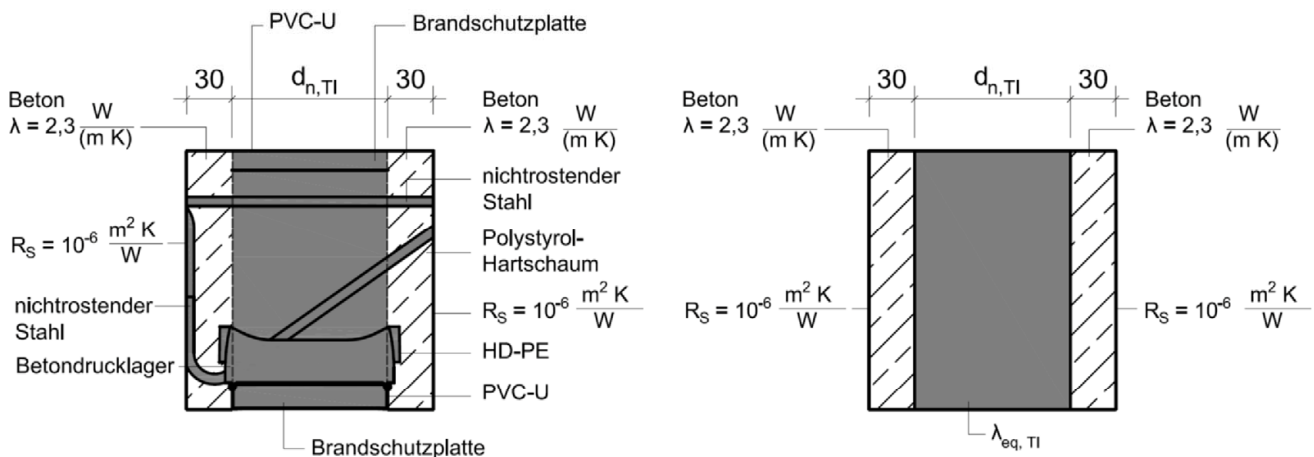 PVC-U
Brandschutzplatte
30
d_n,TI
30
Beton
λ = 2,3 W/(m K)
Beton
λ = 2,3 W/(m K)
nichtrostender
Stahl
R_S = 10^-6 m² K/W
Polystyrol-
Hartschaum
nichtrostender
Stahl
R_S = 10^-6 m² K/W
Betondrucklager
HD-PE
PVC-U
Brandschutzplatte
30
d_n,TI
30
Beton
λ = 2,3 W/(m K)
Beton
λ = 2,3 W/(m K)
R_S = 10^-6 m² K/W
R_S = 10^-6 m² K/W
λ_eq, TI